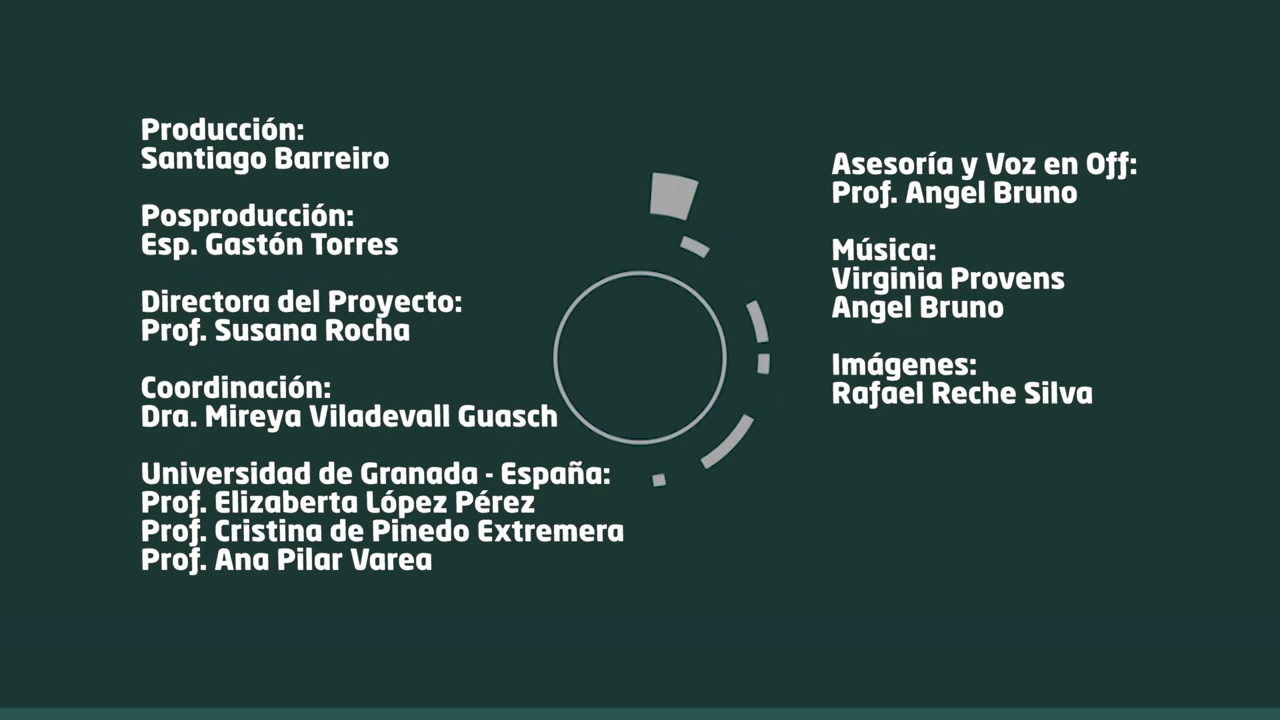 Producción:
Santiago Barreiro
Posproducción:
Esp. Gastón Torres
Directora del Proyecto:
Prof. Susana Rocha
Coordinación:
Dra. Mireya Viladevall Guasch
Universidad de Granada - España:
Prof. Elizaberta López Pérez
Prof. Cristina de Pinedo Extremera
Prof. Ana Pilar Varea
Asesoría y Voz en Off:
Prof. Angel Bruno
Música:
Virginia Provens
Angel Bruno
Imágenes:
Rafael Reche Silva